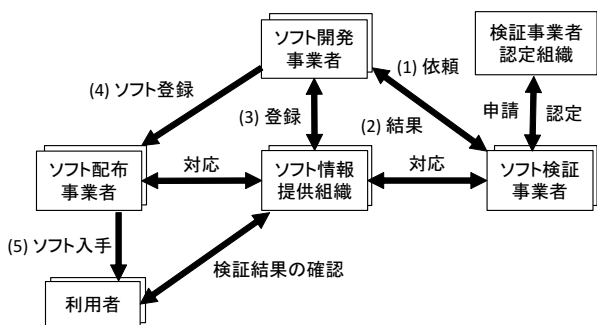 ソフト開発
事業者
検証事業者
認定組織
(1) 依頼
(4) ソフト登録
(3) 登録
(2) 結果
申請
認定
ソフト配布
事業者
対応
ソフト情報
提供組織
対応
ソフト検証
事業者
(5) ソフト入手
検証結果の確認
利用者